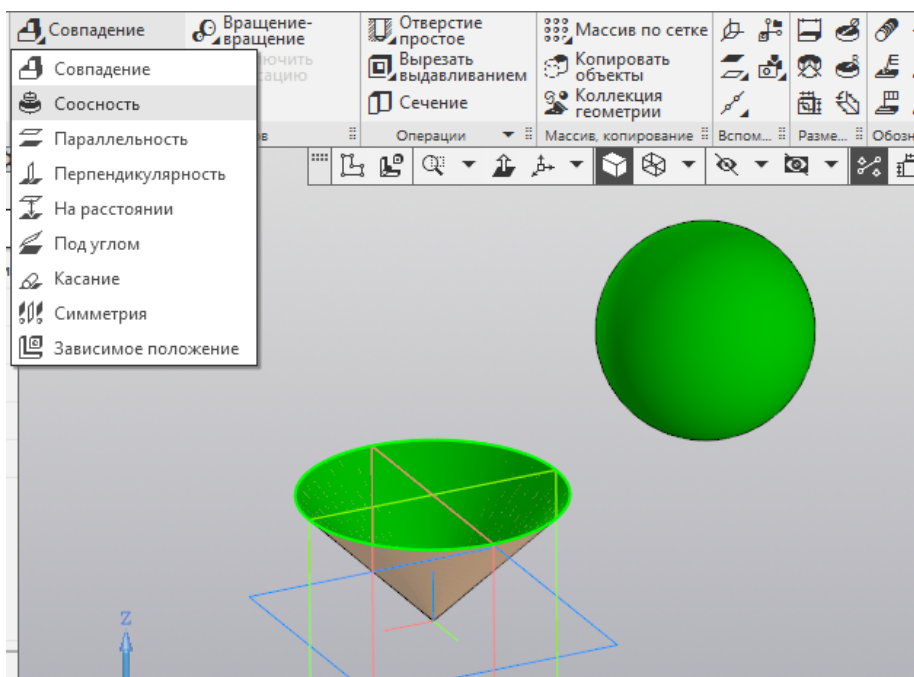 Совпадение
Вращение-
вращение
Отверстие
простое
Массив по сетке
Вырезать
выдавливанием
Копировать
объекты
Сечение
Коллекция
геометрии
Операции
Массив, копирование
Вспом...
Разме...
Совпадение
Соосность
Параллельность
Перпендикулярность
На расстоянии
Под углом
Касание
Симметрия
Зависимое положение
Z